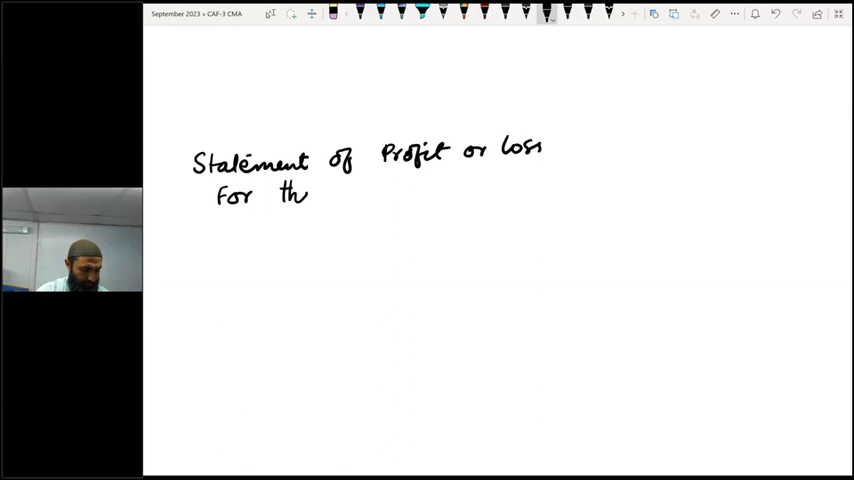 September 2023 » CAF-3 CMA
Statement of Profit or Loss
For th